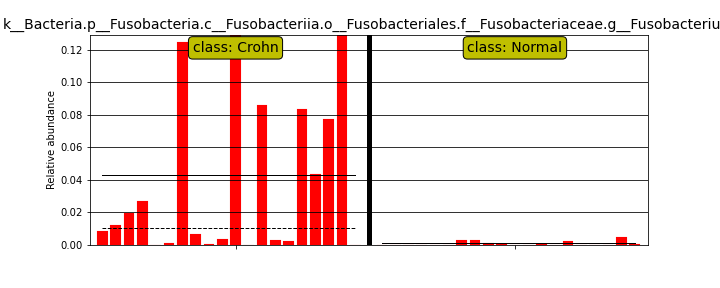 k__Bacteria.p__Fusobacteria.c__Fusobacteriia.o__Fusobacteriales.f__Fusobacteriaceae.g__Fusobacteriu
class: Crohn
class: Normal
Relative abundance
0.12
0.10
0.08
0.06
0.04
0.02
0.00